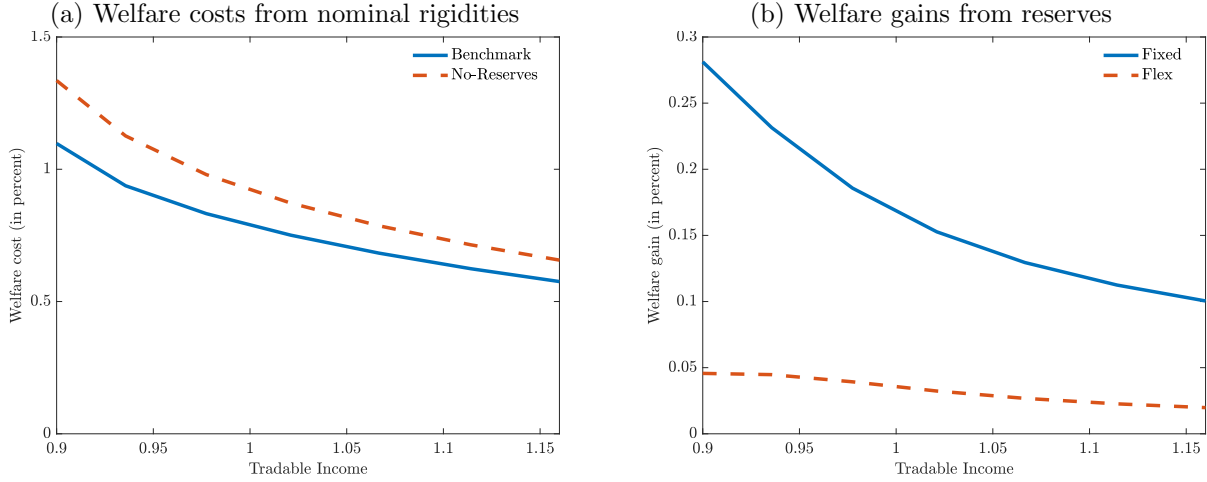 (a) Welfare costs from nominal rigidities
1.5
1
0.5
0
Welfare cost (in percent)
Benchmark
No-Reserves
0.9 0.95 1 1.05 1.1 1.15
Tradable Income
(b) Welfare gains from reserves
0.3
0.25
0.2
0.15
0.1
0.05
0
Welfare gain (in percent)
Fixed
Flex
0.9 0.95 1 1.05 1.1 1.15
Tradable Income